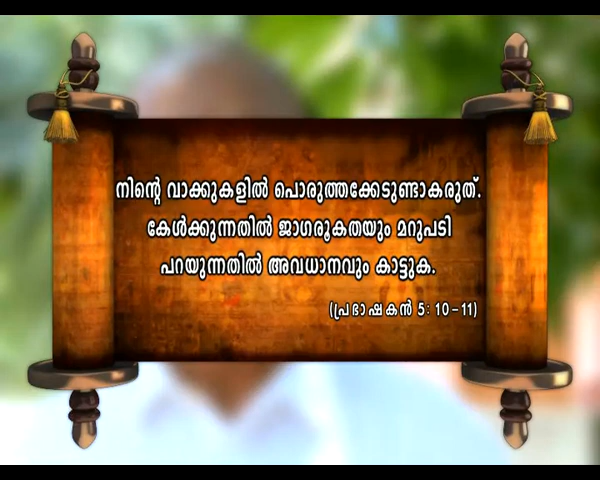 നിന്റെ വാക്കുകളിൽ പൊരുത്തക്കേടുണ്ടാകരുത്.
കേൾക്കുന്നതിൽ ജാഗരൂകതയും മറുപടി
പറയുന്നതിൽ അവധാനവും കാട്ടുക.
(പ്രഭാഷകൻ 5: 10-11)